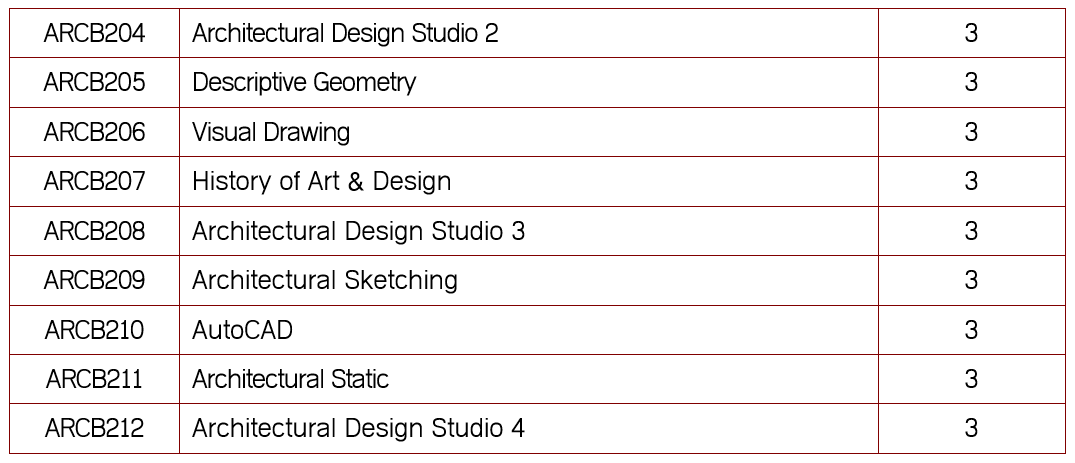 ARCB204 Architectural Design Studio 2 3
ARCB205 Descriptive Geometry 3
ARCB206 Visual Drawing 3
ARCB207 History of Art & Design 3
ARCB208 Architectural Design Studio 3 3
ARCB209 Architectural Sketching 3
ARCB210 AutoCAD 3
ARCB211 Architectural Static 3
ARCB212 Architectural Design Studio 4 3